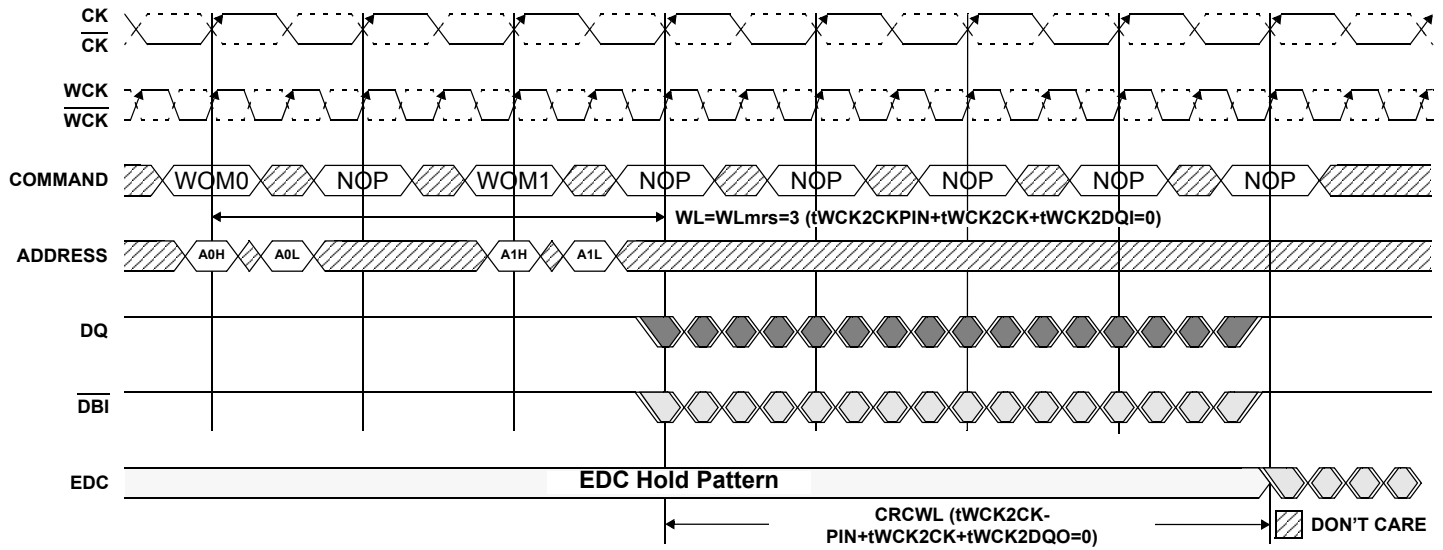 CK
CK
WCK
WCK
COMMAND WOM0 NOP WOM1 NOP NOP NOP NOP NOP
WL=WLmrs=3 (tWCK2CKPIN+tWCK2CK+tWCK2DQI=0)
ADDRESS A0H A0L A1H A1L
DQ
DBI
EDC EDC Hold Pattern
CRCWL (tWCK2CK-
PIN+tWCK2CK+tWCK2DQO=0)
DON'T CARE